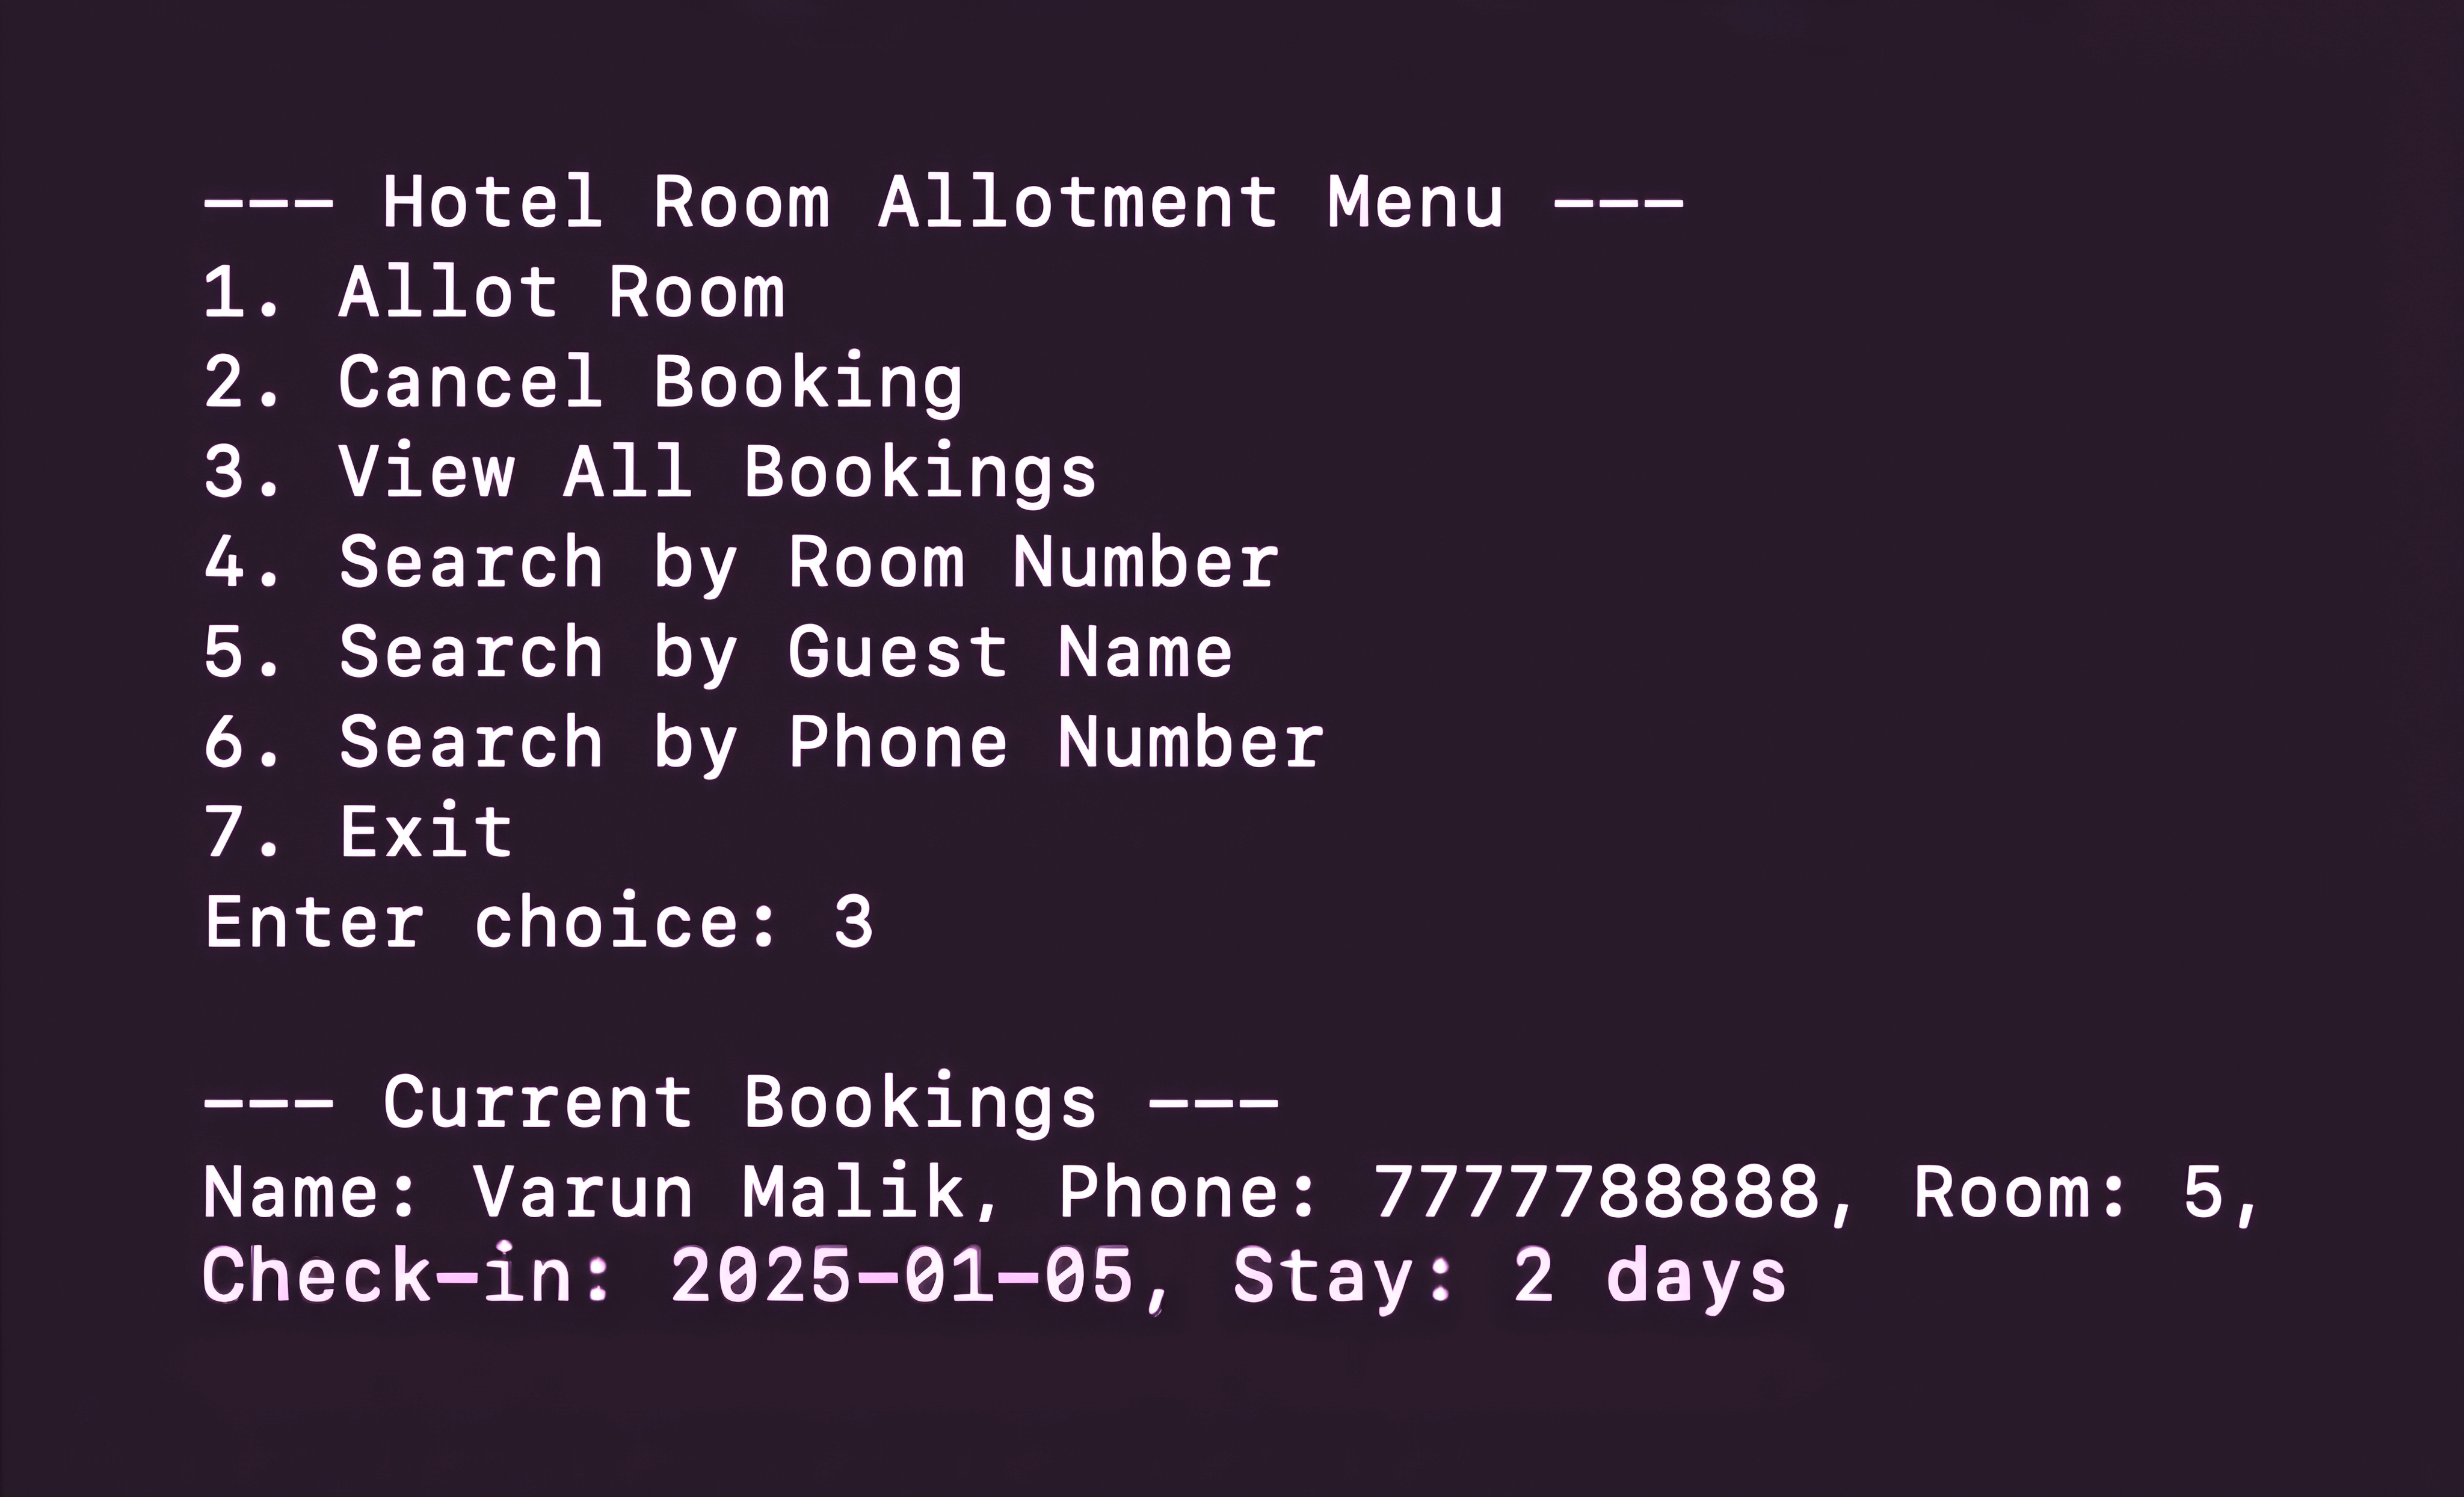 --- Hotel Room Allotment Menu ---
1. Allot Room
2. Cancel Booking
3. View All Bookings
4. Search by Room Number
5. Search by Guest Name
6. Search by Phone Number
7. Exit
Enter choice: 3
--- Current Bookings ---
Name: Varun Malik, Phone: 7777788888, Room: 5,
Check-in: 2025-01-05, Stay: 2 days